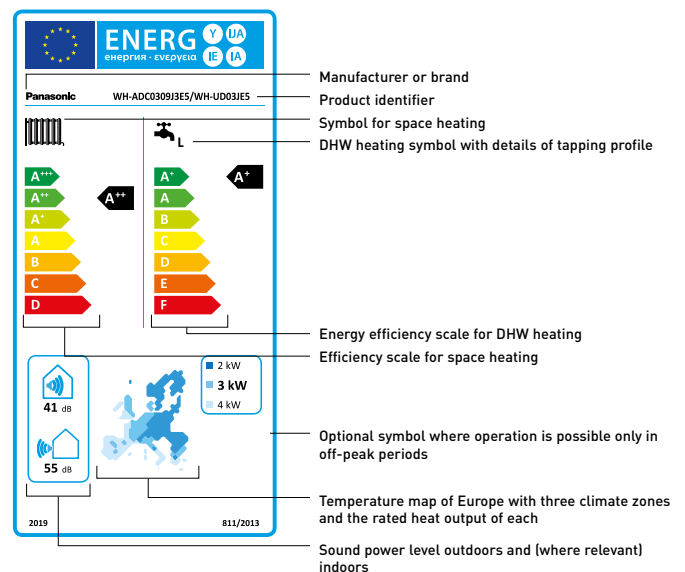 ENERG
енергия · ενεργεια
Y
IJA
IE
IA
Manufacturer or brand
Panasonic
WH-ADC0309J3E5/WH-UD03JE5
Product identifier
Symbol for space heating
L
DHW heating symbol with details of tapping profile
A+++
A++
A+
A
B
C
D
A++
A+
A
B
C
D
E
F
A+
Energy efficiency scale for DHW heating
Efficiency scale for space heating
41 dB
55 dB
2 kW
3 kW
4 kW
Optional symbol where operation is possible only in
off-peak periods
Temperature map of Europe with three climate zones
and the rated heat output of each
2019
811/2013
Sound power level outdoors and (where relevant)
indoors